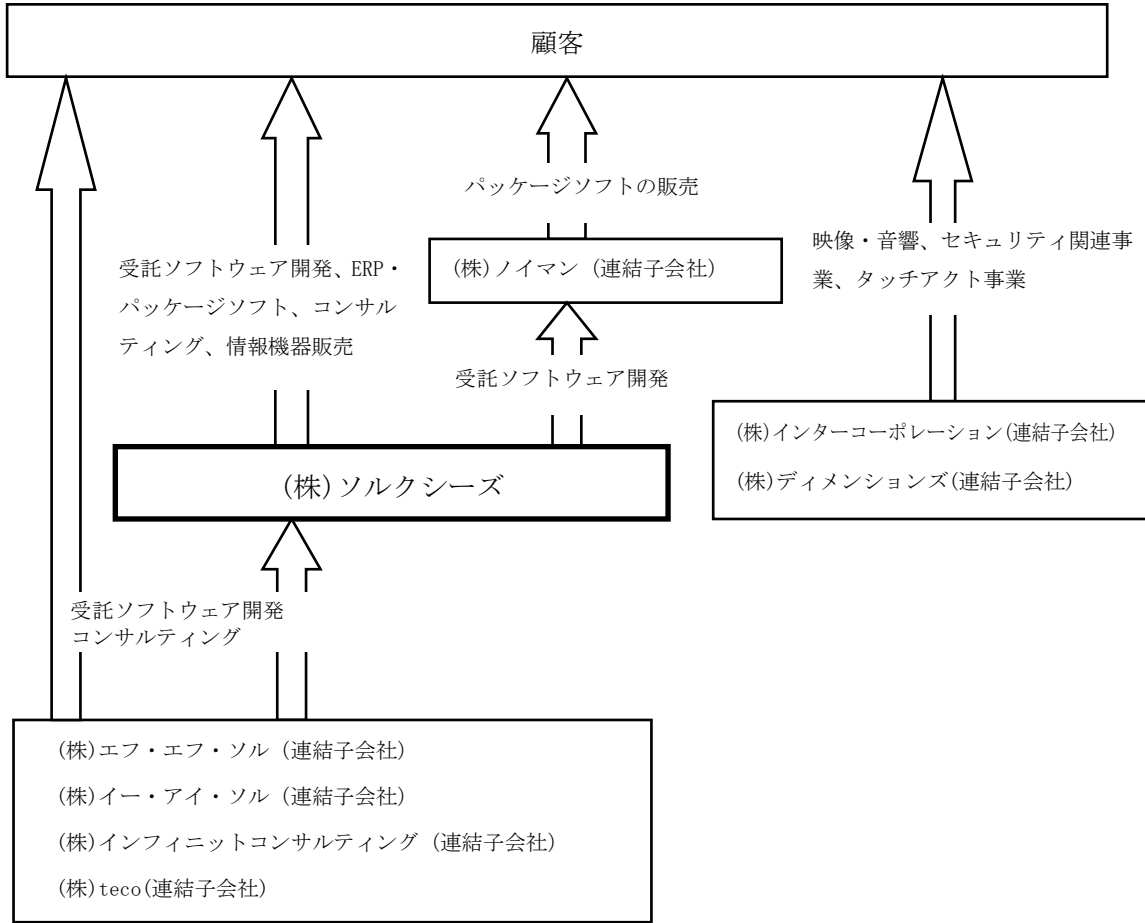 顧客
パッケージソフトの販売
受託ソフトウェア開発、ERP・
パッケージソフト、コンサル
ティング、情報機器販売
(株)ノイマン (連結子会社)
映像・音響、セキュリティ関連事
業、タッチアクト事業
受託ソフトウェア開発
(株)インターコーポレーション(連結子会社)
(株)ディメンションズ(連結子会社)
(株)ソルクシーズ
受託ソフトウェア開発
コンサルティング
(株)エフ・エフ・ソル (連結子会社)
(株)イー・アイ・ソル (連結子会社)
(株)インフィニットコンサルティング (連結子会社)
(株)teco(連結子会社)